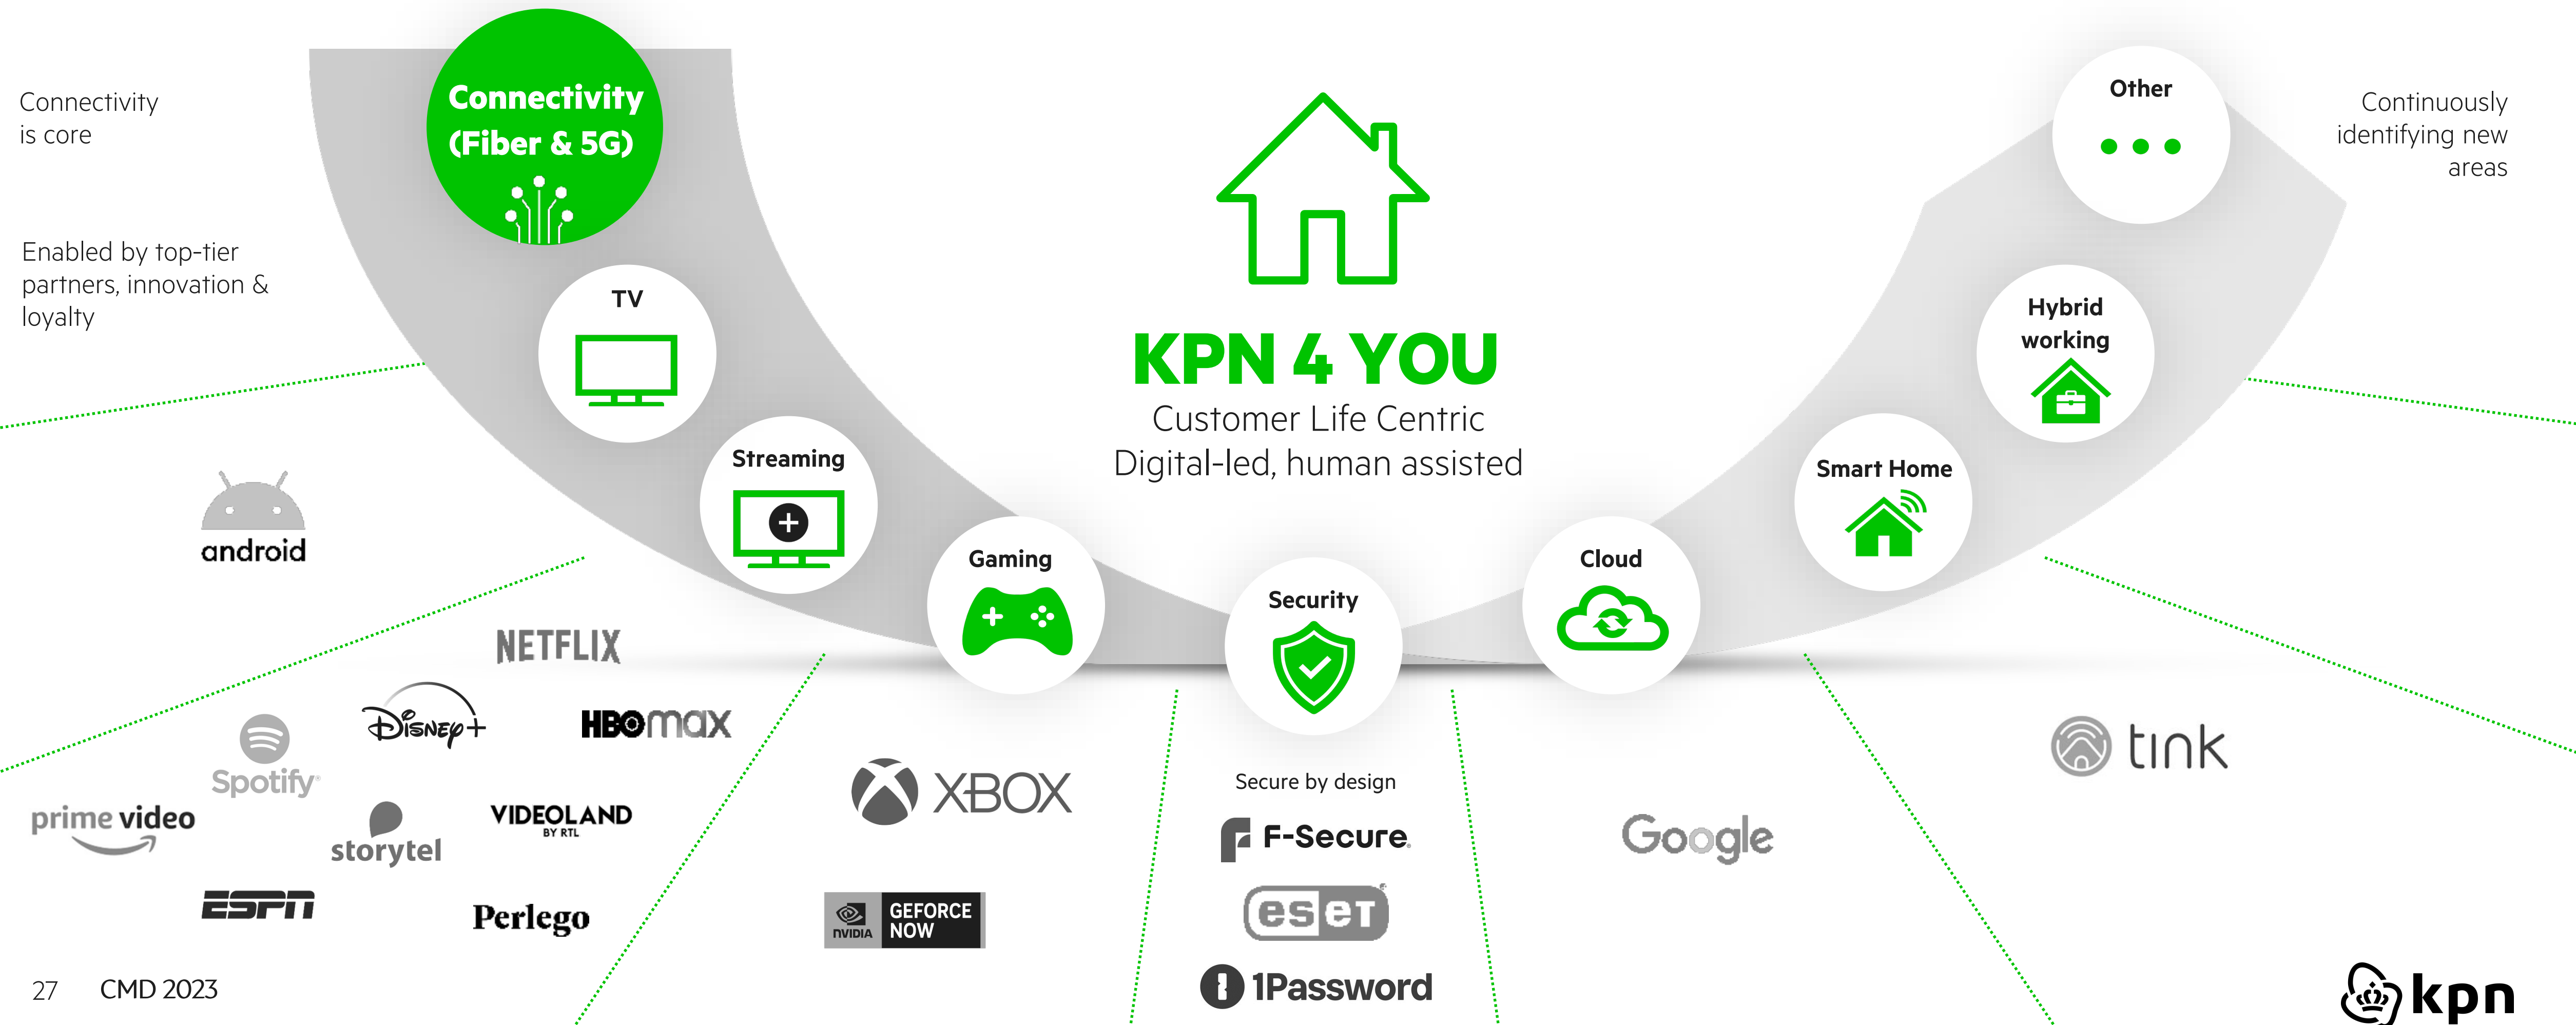 Connectivity
is core
Enabled by top-tier
partners, innovation &
loyalty
Connectivity
(Fiber & 5G)
TV
Streaming
Gaming
Security
Cloud
Smart Home
Hybrid
working
Other
Continuously
identifying new
areas
KPN 4 YOU
Customer Life Centric
Digital-led, human assisted
android
NETFLIX
Disney+
HBOmax
Spotify®
prime video
storytel
VIDEOLAND
BY RTL
ESPN
Perlego
XBOX
NVIDIA
GEFORCE
NOW
Secure by design
F-Secure.
eseT
1Password
Google
tink
27
CMD 2023
kpn